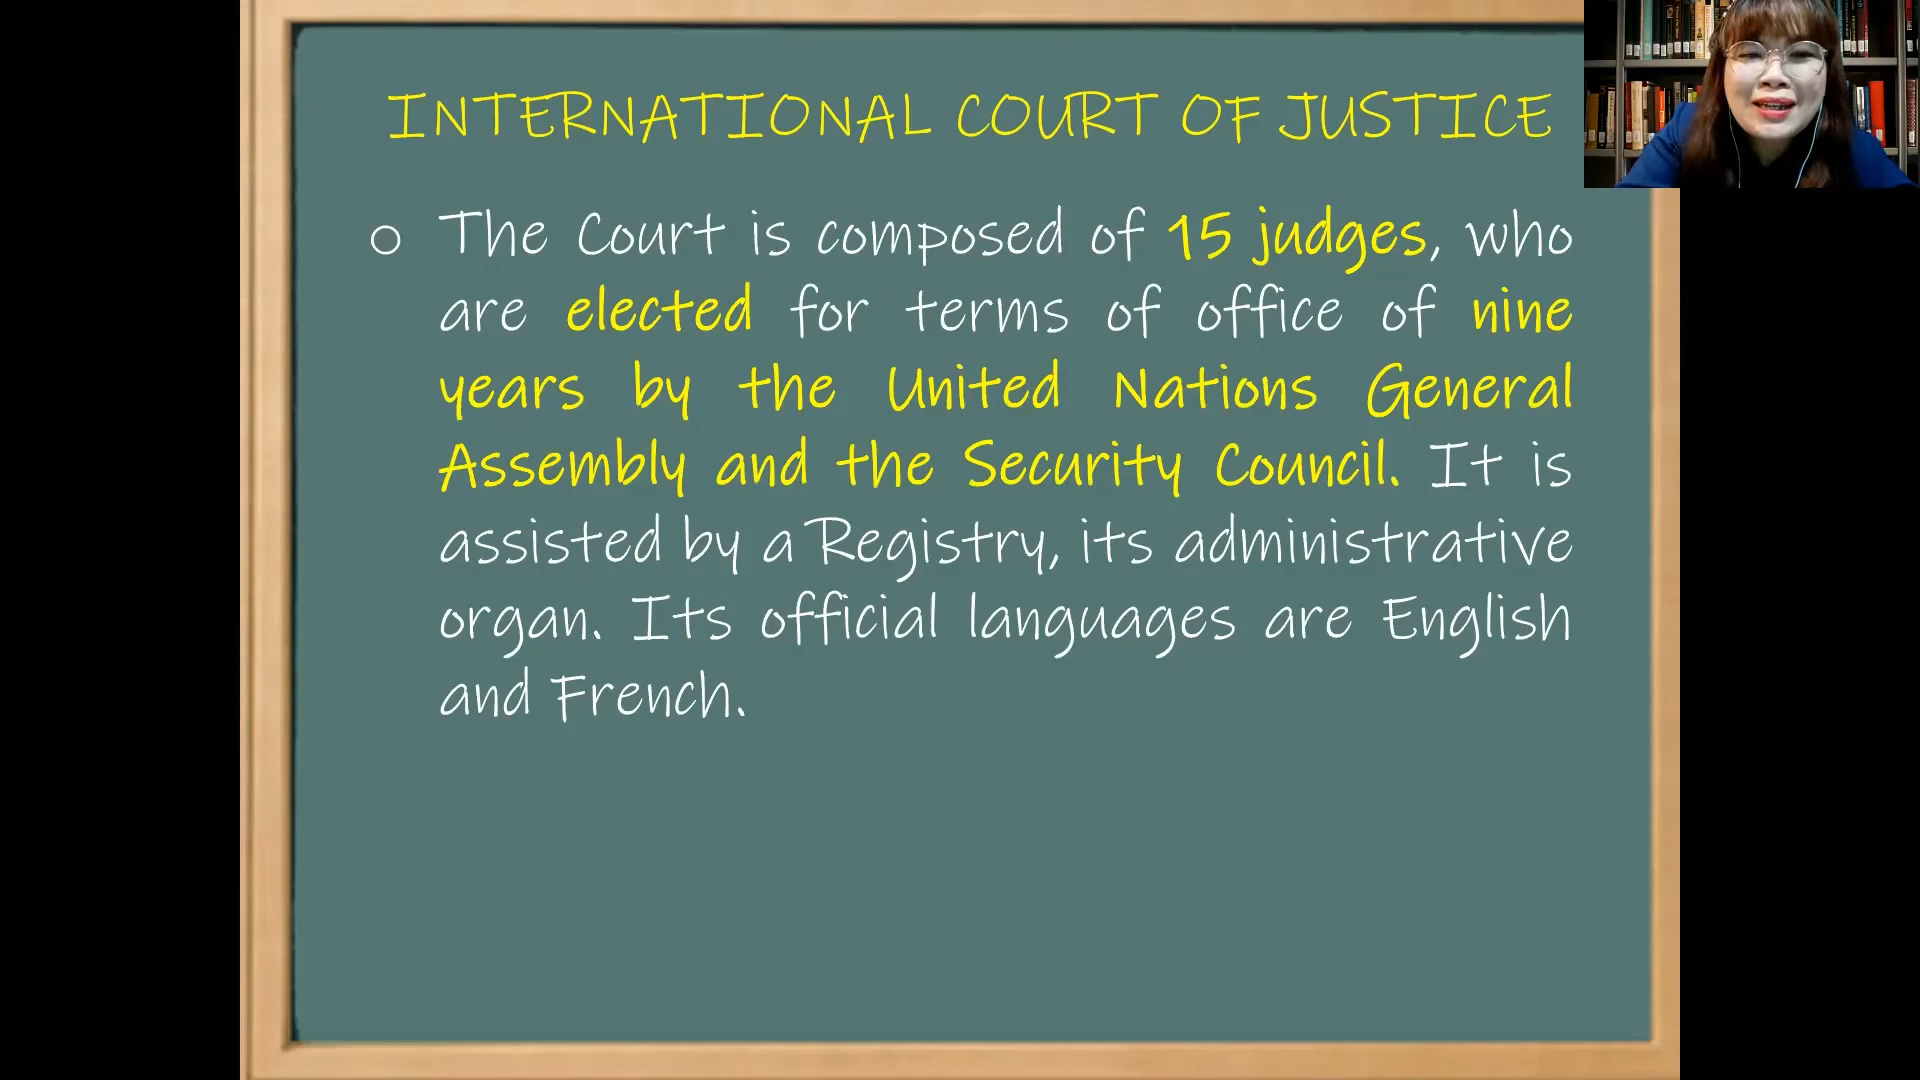 INTERNATIONAL COURT OF JUSTICE
The Court is composed of 15 judges, who
are elected for terms of office of nine
years by the United Nations General
Assembly and the Security Council. It is
assisted by a Registry, its administrative
organ. Its official languages are English
and French.